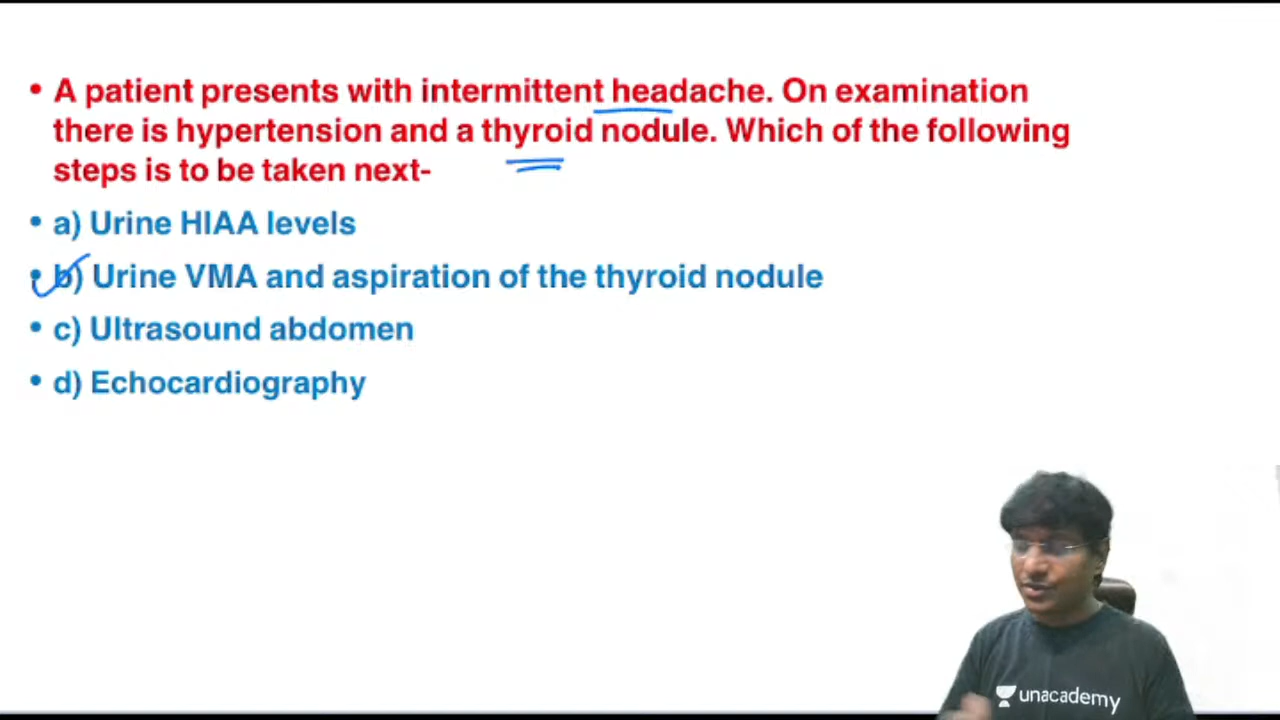 • A patient presents with intermittent headache. On examination
there is hypertension and a thyroid nodule. Which of the following
steps is to be taken next-
• a) Urine HIAA levels
• b) Urine VMA and aspiration of the thyroid nodule
• c) Ultrasound abdomen
• d) Echocardiography
unacademy